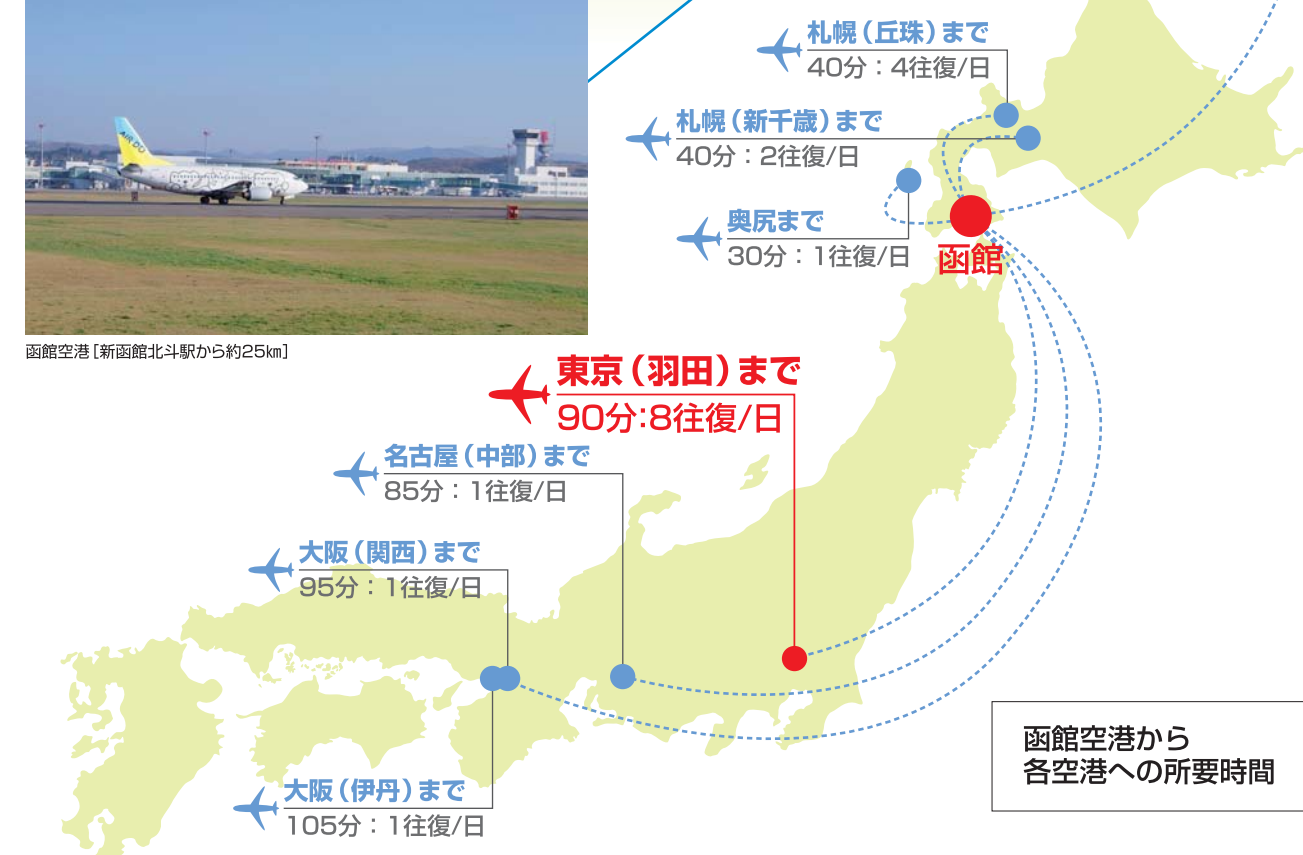 AIR DO
函館空港［新函館北斗駅から約25㎞］
札幌（丘珠）まで
40分：4往復/日
札幌（新千歳）まで
40分：2往復/日
奥尻まで
30分：1往復/日
函館
東京（羽田）まで
90分:8往復/日
名古屋（中部）まで
85分：1往復/日
大阪（関西）まで
95分：1往復/日
大阪（伊丹）まで
105分：1往復/日
函館空港から
各空港への所要時間